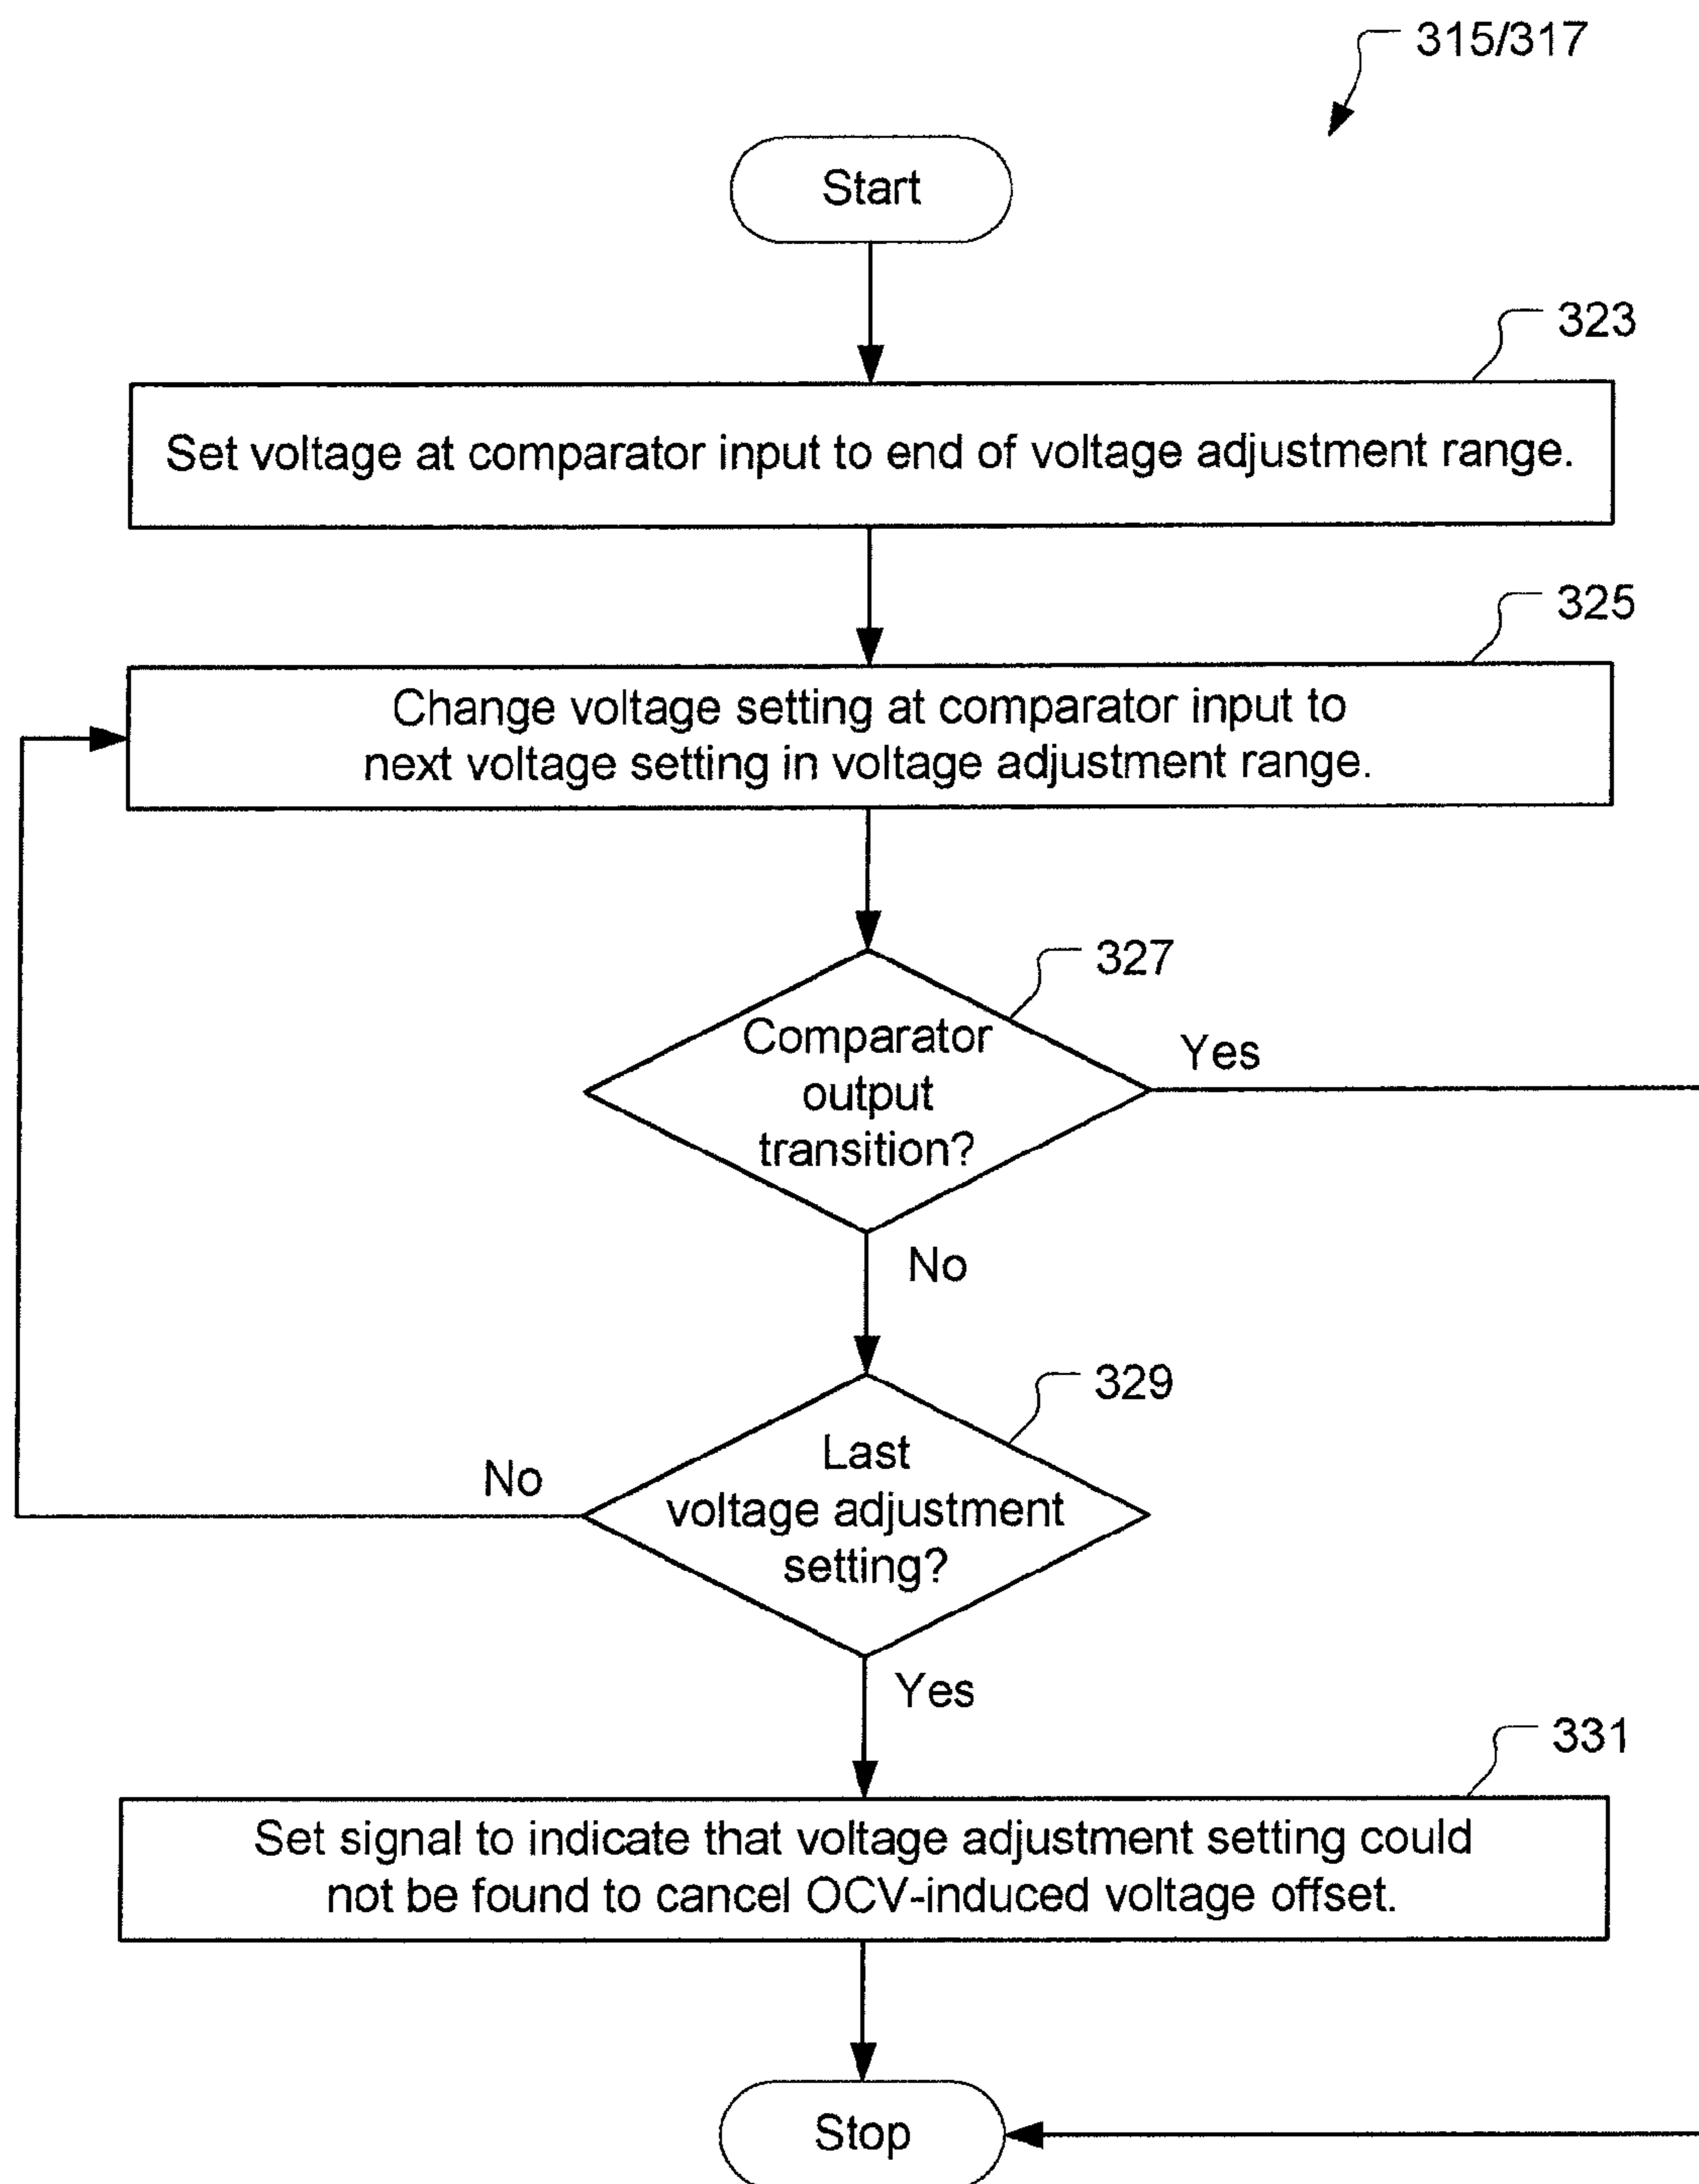 315/317
Start
323
Set voltage at comparator input to end of voltage adjustment range.
325
Change voltage setting at comparator input to
next voltage setting in voltage adjustment range.
327
Comparator
output
transition?
Yes
No
329
Last
voltage adjustment
setting?
No
Yes
331
Set signal to indicate that voltage adjustment setting could
not be found to cancel OCV-induced voltage offset.
Stop